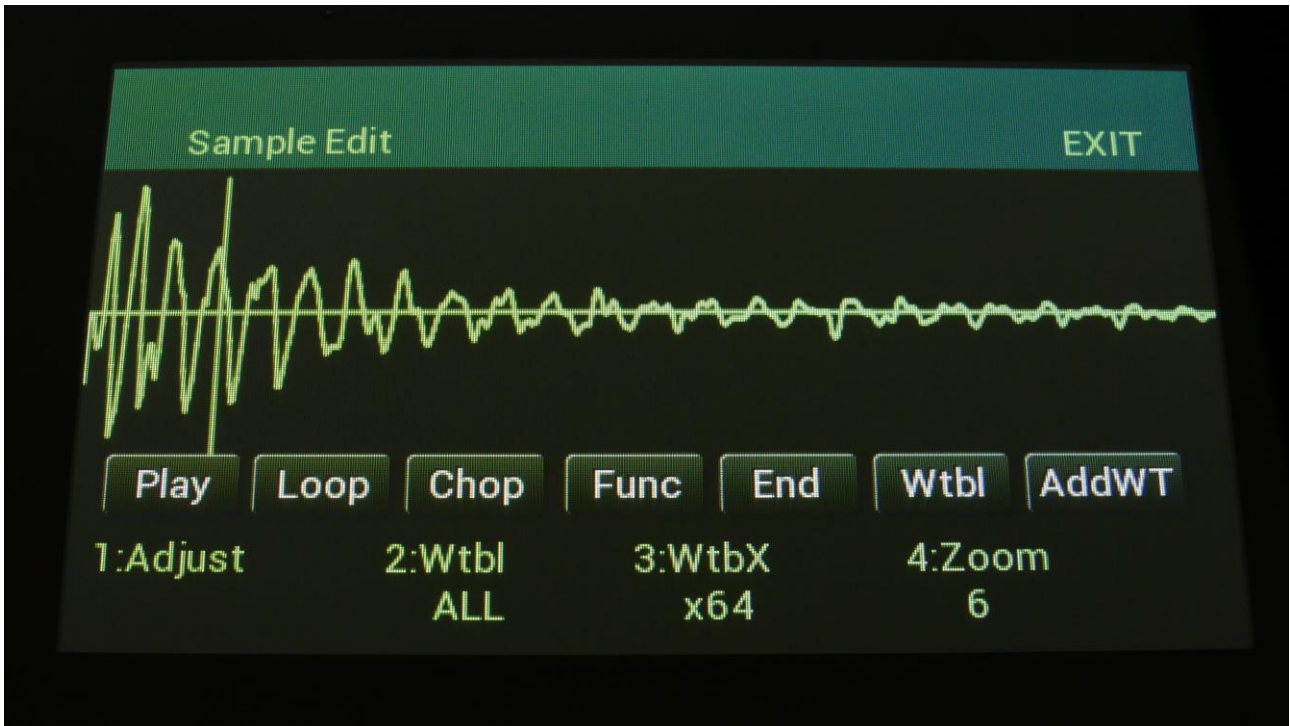 Sample Edit EXIT
Play Loop Chop Func End Wtbl AddWT
1:Adjust 2:Wtbl 3:WtbX 4:Zoom
ALL x64 6